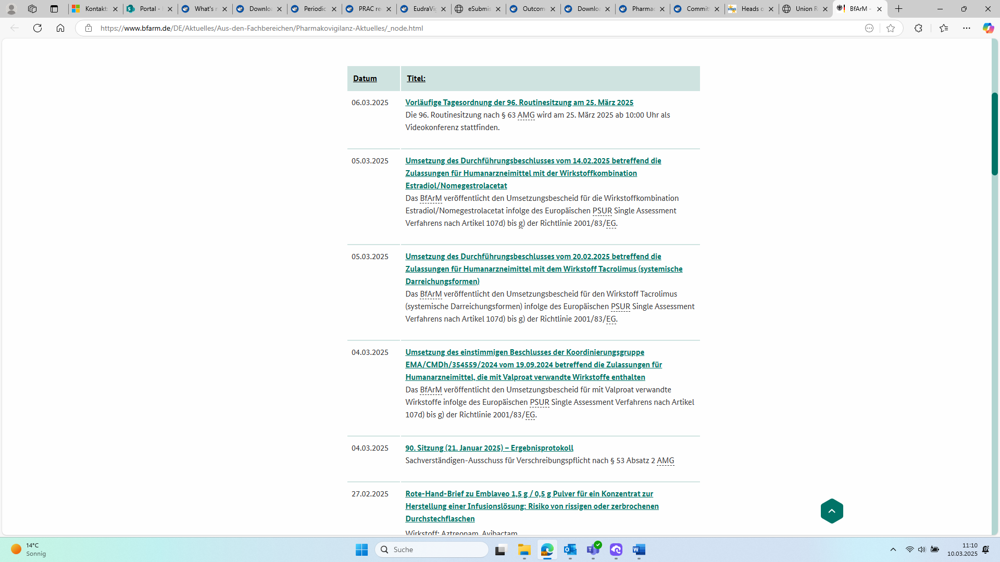 Kontakt
Portal -
What's r
Downlo
Periodic
PRAC re
EudraVig
eSubmis
Outcom
Downlo
Pharmac
Commit
Heads o
Union R
BfArM -
https://www.bfarm.de/DE/Aktuelles/Aus-den-Fachbereichen/Pharmakovigilanz-Aktuelles/_node.html
Datum Titel:
06.03.2025 Vorläufige Tagesordnung der 96. Routinesitzung am 25. März 2025
Die 96. Routinesitzung nach § 63 AMG wird am 25. März 2025 ab 10:00 Uhr als
Videokonferenz stattfinden.
05.03.2025 Umsetzung des Durchführungsbeschlusses vom 14.02.2025 betreffend die
Zulassungen für Humanarzneimittel mit der Wirkstoffkombination
Estradiol/Nomegestrolacetat
Das BfArM veröffentlicht den Umsetzungsbescheid für die Wirkstoffkombination
Estradiol/Nomegestrolacetat infolge des Europäischen PSUR Single Assessment
Verfahrens nach Artikel 107d) bis g) der Richtlinie 2001/83/EG.
05.03.2025 Umsetzung des Durchführungsbeschlusses vom 20.02.2025 betreffend die
Zulassungen für Humanarzneimittel mit dem Wirkstoff Tacrolimus (systemische
Darreichungsformen)
Das BfArM veröffentlicht den Umsetzungsbescheid für den Wirkstoff Tacrolimus
(systemische Darreichungsformen) infolge des Europäischen PSUR Single Assessment
Verfahrens nach Artikel 107d) bis g) der Richtlinie 2001/83/EG.
04.03.2025 Umsetzung des einstimmigen Beschlusses der Koordinierungsgruppe
EMA/CMDh/354559/2024 vom 19.09.2024 betreffend die Zulassungen für
Humanarzneimittel, die mit Valproat verwandte Wirkstoffe enthalten
Das BfArM veröffentlicht den Umsetzungsbescheid für mit Valproat verwandte
Wirkstoffe infolge des Europäischen PSUR Single Assessment Verfahrens nach Artikel
107d) bis g) der Richtlinie 2001/83/EG.
04.03.2025 90. Sitzung (21. Januar 2025) – Ergebnisprotokoll
Sachverständigen-Ausschuss für Verschreibungspflicht nach § 53 Absatz 2 AMG
27.02.2025 Rote-Hand-Brief zu Emblaveo 1,5 g / 0,5 g Pulver für ein Konzentrat zur
Herstellung einer Infusionslösung: Risiko von rissigen oder zerbrochenen
Durchstechflaschen
Wirkstoff: Aztreonam, Avibactam
14°C
Sonnig
Suche
11:10
10.03.2025